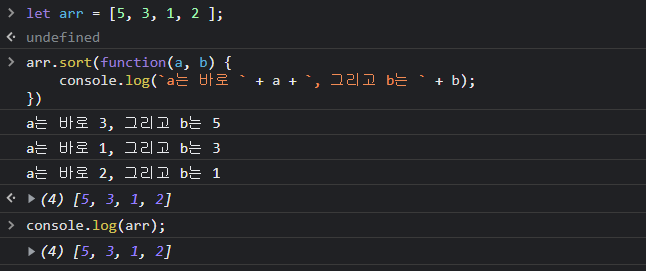 > let arr = [5, 3, 1, 2 ];
<· undefined
> arr.sort(function(a, b) {
    console.log(`a는 바로 ` + a + `, 그리고 b는 ` + b);
})
a는 바로 3, 그리고 b는 5
a는 바로 1, 그리고 b는 3
a는 바로 2, 그리고 b는 1
<· ▶ (4) [5, 3, 1, 2]
> console.log(arr);
▶ (4) [5, 3, 1, 2]